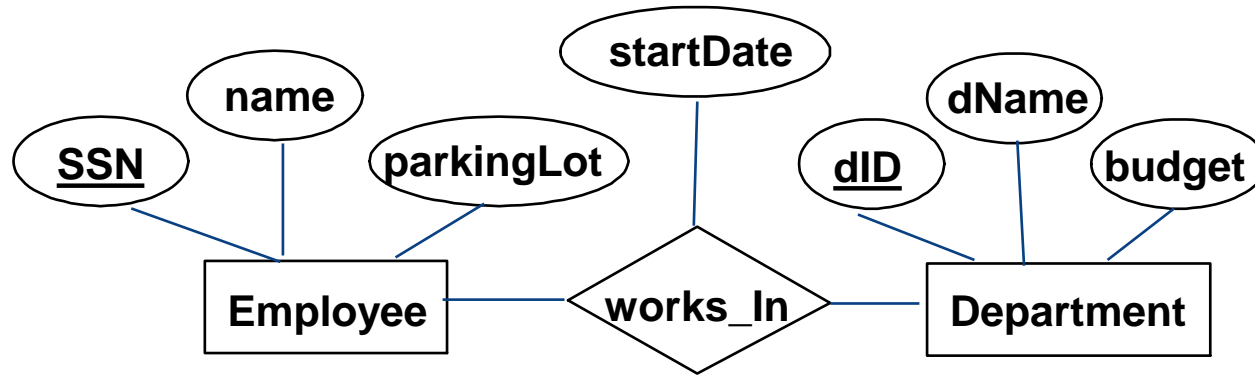 startDate
name
dName
SSN
parkingLot
dID
budget
Employee
works_In
Department